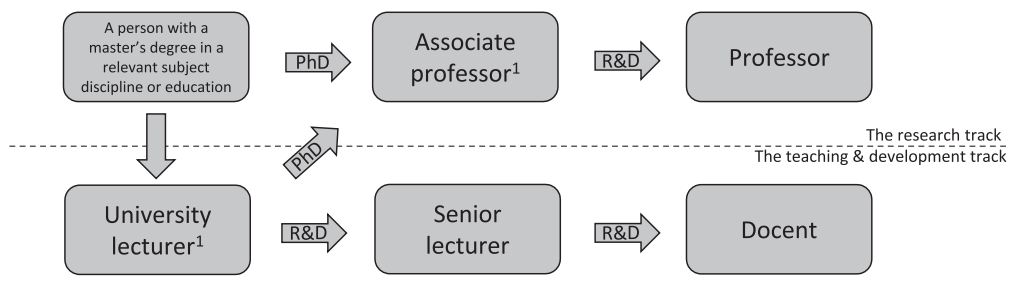 A person with a
master's degree in a
relevant subject
discipline or education
PhD
Associate
professor¹
R&D
Professor
The research track
The teaching & development track
PhD
University
lecturer¹
R&D
Senior
lecturer
R&D
Docent